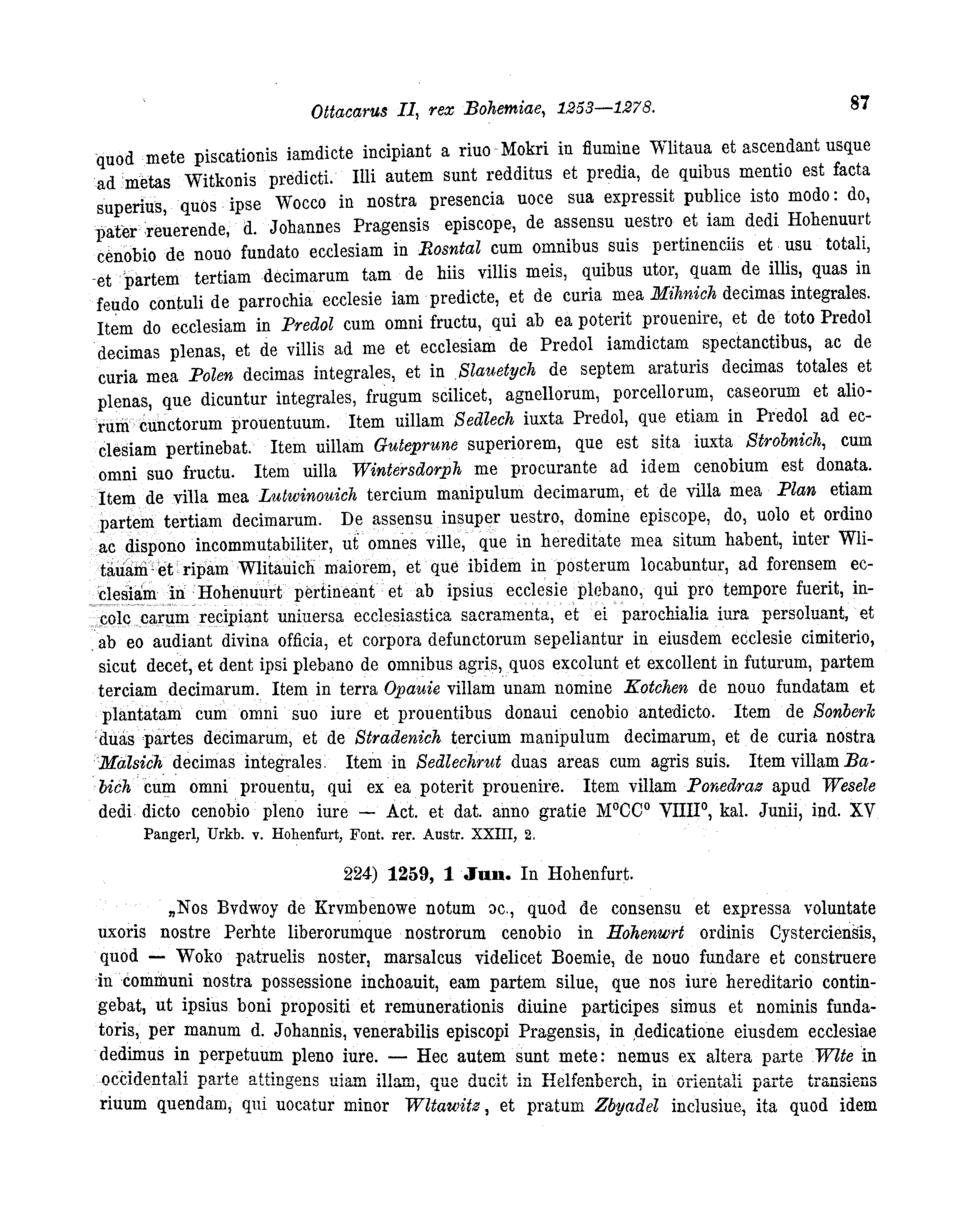 Ottacarus II, rex Bohemiae, 1253—1278.
87
quod mete piscationis iamdicte incipiant a riuo Mokri in flumine Wlitaua et ascendant usque
ad metas Witkonis predicti. Illi autem sunt redditus et predia, de quibus mentio est facta
superius, quos ipse Wocco in nostra presencia uoce sua expressit publice isto modo: do,
pater reuerende, d. Johannes Pragensis episcope, de assensu uestro et iam dedi Hohenuurt
cenobio de nouo fundato ecclesiam in Rosntal cum omnibus suis pertinenciis et usu totali,
et partem tertiam decimarum tam de hiis villis meis, quibus utor, quam de illis, quas in
feudo contuli de parrochia ecclesie iam predicte, et de curia mea Mihnich decimas integrales.
Item do ecclesiam in Predol cum omni fructu, qui ab ea poterit prouenire, et de toto Predol
decimas plenas, et de villis ad me et ecclesiam de Predol iamdictam spectanctibus, ac de
curia mea Polen decimas integrales, et in Slauetych de septem araturis decimas totales et
plenas, que dicuntur integrales, frugum scilicet, agnellorum, porcellorum, caseorum et alio-
rum cunctorum prouentuum. Item uillam Sedlech iuxta Predol, que etiam in Predol ad ec-
clesiam pertinebat. Item uillam Guteprune superiorem, que est sita iuxta Strobnich, cum
omni suo fructu. Item uilla Wintersdorph me procurante ad idem cenobium est donata.
Item de villa mea Lutwinouich tercium manipulum decimarum, et de villa mea Plan etiam
partem tertiam decimarum. De assensu insuper uestro, domine episcope, do, uolo et ordino
ac dispono incommutabiliter, ut omnes ville, que in hereditate mea situm habent, inter Wli-
tauam et ripam Wlitauich maiorem, et que ibidem in posterum locabuntur, ad forensem ec-
clesiam in Hohenuurt pertineant et ab ipsius ecclesie plebano, qui pro tempore fuerit, in-
cole earum recipiant uniuersa ecclesiastica sacramenta, et ei parochialia iura persoluant, et
ab eo audiant divina officia, et corpora defunctorum sepeliantur in eiusdem ecclesie cimiterio,
sicut decet, et dent ipsi plebano de omnibus agris, quos excolunt et excollent in futurum, partem
terciam decimarum. Item in terra Opauie villam unam nomine Kotchen de nouo fundatam et
plantatam cum omni suo iure et prouentibus donaui cenobio antedicto. Item de Sonberk
duas partes decimarum, et de Stradenich tercium manipulum decimarum, et de curia nostra
Malsich decimas integrales. Item in Sedlechrut duas areas cum agris suis. Item villam Ba-
bich cum omni prouentu, qui ex ea poterit prouenire. Item villam Ponedraz apud Wesele
dedi dicto cenobio pleno iure — Act. et dat. anno gratie M⁰CC⁰ VIIII⁰, kal. Junii, ind. XV
Pangerl, Urkb. v. Hohenfurt, Font. rer. Austr. XXIII, 2.
224) 1259, 1 Jun. In Hohenfurt.
„Nos Bvdwoy de Krvmbenowe notum ɔc., quod de consensu et expressa voluntate
uxoris nostre Perhte liberorumque nostrorum cenobio in Hohenwrt ordinis Cysterciensis,
quod — Woko patruelis noster, marsalcus videlicet Boemie, de nouo fundare et construere
in communi nostra possessione inchoauit, eam partem silue, que nos iure hereditario contin-
gebat, ut ipsius boni propositi et remunerationis diuine participes simus et nominis funda-
toris, per manum d. Johannis, venerabilis episcopi Pragensis, in dedicatione eiusdem ecclesiae
dedimus in perpetuum pleno iure. — Hec autem sunt mete: nemus ex altera parte Wlte in
occidentali parte attingens uiam illam, que ducit in Helfenberch, in orientali parte transiens
riuum quendam, qui uocatur minor Wltawitz, et pratum Zbyadel inclusiue, ita quod idem